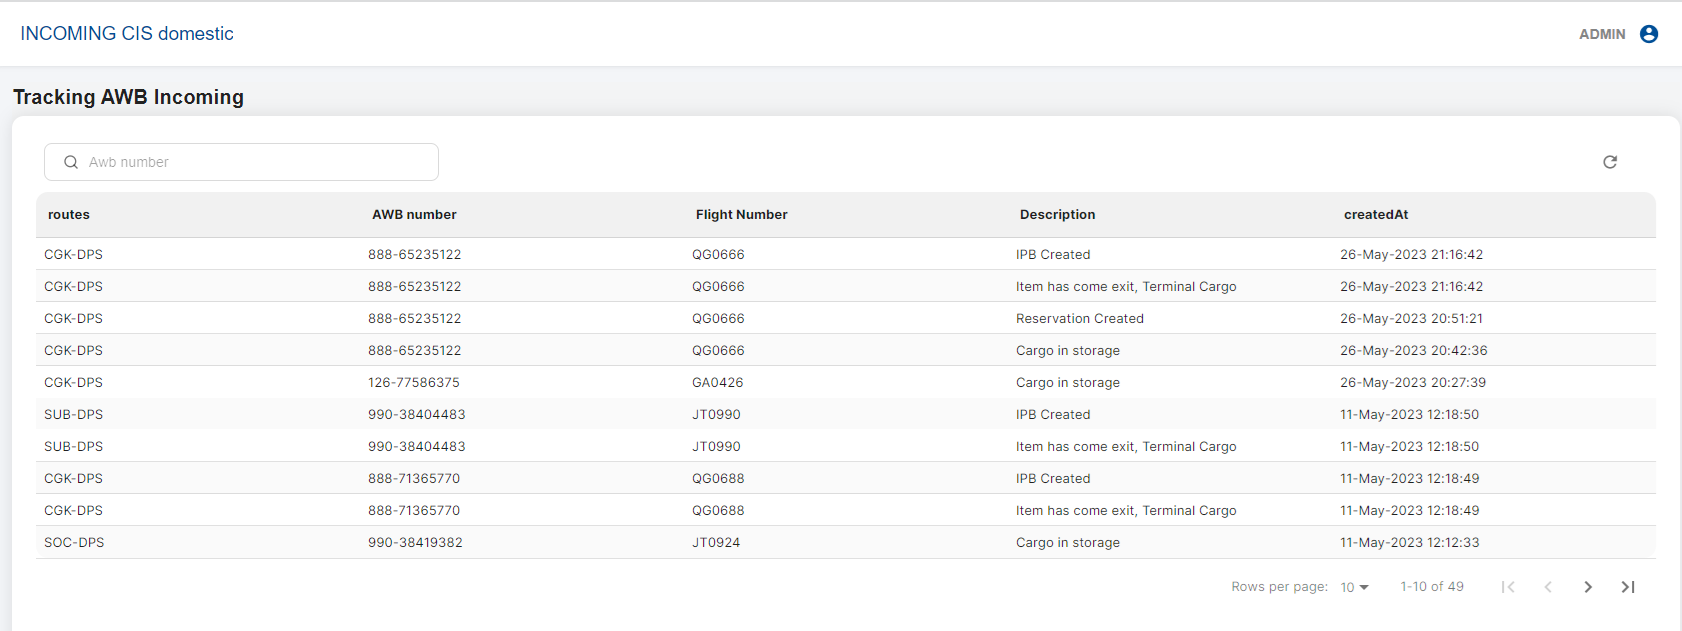 INCOMING CIS domestic ADMIN
Tracking AWB Incoming
Awb number
routes AWB number Flight Number Description createdAt
CGK-DPS 888-65235122 QG0666 IPB Created 26-May-2023 21:16:42
CGK-DPS 888-65235122 QG0666 Item has come exit, Terminal Cargo 26-May-2023 21:16:42
CGK-DPS 888-65235122 QG0666 Reservation Created 26-May-2023 20:51:21
CGK-DPS 888-65235122 QG0666 Cargo in storage 26-May-2023 20:42:36
CGK-DPS 126-77586375 GA0426 Cargo in storage 26-May-2023 20:27:39
SUB-DPS 990-38404483 JT0990 IPB Created 11-May-2023 12:18:50
SUB-DPS 990-38404483 JT0990 Item has come exit, Terminal Cargo 11-May-2023 12:18:50
CGK-DPS 888-71365770 QG0688 IPB Created 11-May-2023 12:18:49
CGK-DPS 888-71365770 QG0688 Item has come exit, Terminal Cargo 11-May-2023 12:18:49
SOC-DPS 990-38419382 JT0924 Cargo in storage 11-May-2023 12:12:33
Rows per page: 10 1-10 of 49